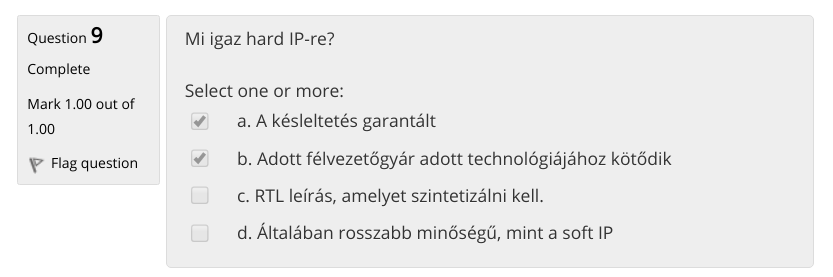 Question 9
Complete
Mark 1.00 out of
1.00
Flag question
Mi igaz hard IP-re?
Select one or more:
a. A késleltetés garantált
b. Adott félvezetőgyár adott technológiájához kötődik
c. RTL leírás, amelyet szintetizálni kell.
d. Általában rosszabb minőségű, mint a soft IP